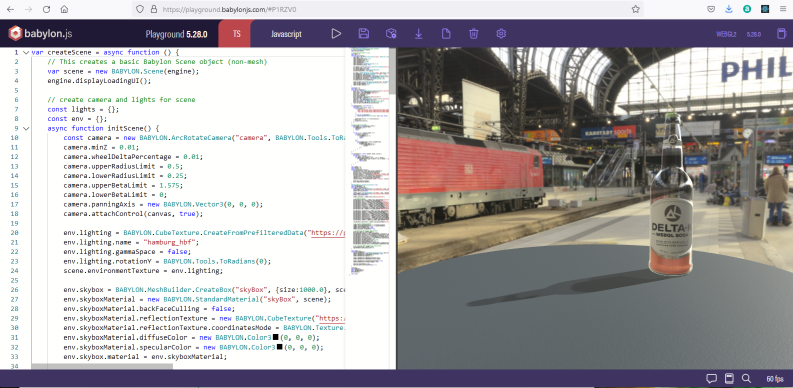 https://playground.babylonjs.com/#P1RZV0
babylon.js
Playground 5.28.0
TS
Javascript
WEBGL2
5.28.0
1 var createScene = async function () {
2 // This creates a basic Babylon Scene object (non-mesh)
3 var scene = new BABYLON.Scene(engine);
4 engine.displayLoadingUI();
5
6 // create camera and lights for scene
7 const lights = {};
8 const env = {};
9 async function initScene() {
10 const camera = new BABYLON.ArcRotateCamera("camera", BABYLON.Tools.ToRa
11 camera.minZ = 0.01;
12 camera.wheelDeltaPercentage = 0.01;
13 camera.upperRadiusLimit = 0.5;
14 camera.lowerRadiusLimit = 0.25;
15 camera.upperBetaLimit = 1.575;
16 camera.lowerBetaLimit = 0;
17 camera.panningAxis = new BABYLON.Vector3(0, 0, 0);
18 camera.attachControl(canvas, true);
19
20 env.lighting = BABYLON.CubeTexture.CreateFromPrefilteredData("https://p
21 env.lighting.name = "hamburg_hbf";
22 env.lighting.gammaSpace = false;
23 env.lighting.rotationY = BABYLON.Tools.ToRadians(0);
24 scene.environmentTexture = env.lighting;
25
26 env.skybox = BABYLON.MeshBuilder.CreateBox("skyBox", {size:1000.0}, sce
27 env.skyboxMaterial = new BABYLON.StandardMaterial("skyBox", scene);
28 env.skyboxMaterial.backFaceCulling = false;
29 env.skyboxMaterial.reflectionTexture = new BABYLON.CubeTexture("https:
30 env.skyboxMaterial.reflectionTexture.coordinatesMode = BABYLON.Texture.
31 env.skyboxMaterial.diffuseColor = new BABYLON.Color3(0, 0, 0);
32 env.skyboxMaterial.specularColor = new BABYLON.Color3(0, 0, 0);
33 env.skybox.material = env.skyboxMaterial;
34
PHIL
DELTA
WEBGL SODA
60 fps